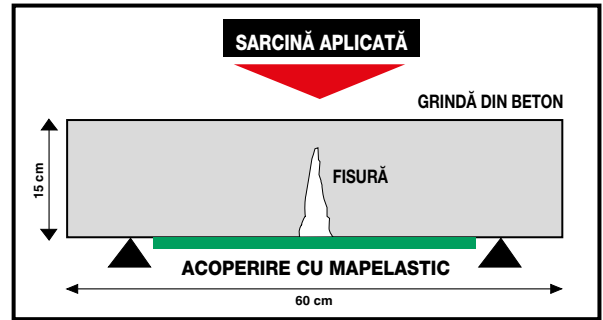 SARCINĂ APLICATĂ
GRINDĂ DIN BETON
15 cm
FISURĂ
ACOPERIRE CU MAPELASTIC
60 cm